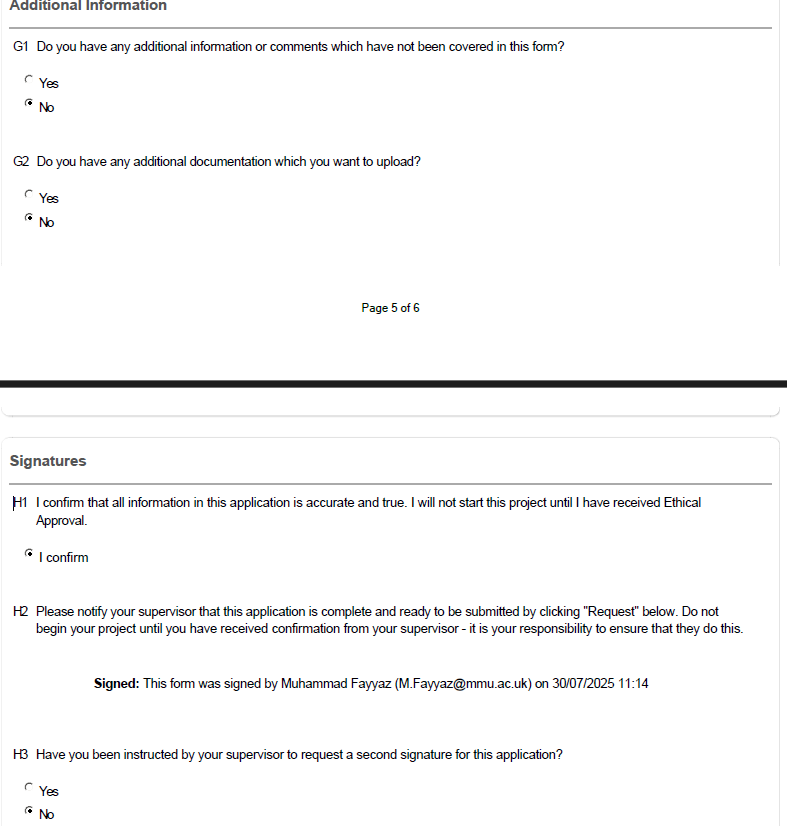 Additional Information
G1 Do you have any additional information or comments which have not been covered in this form?
Yes
No
G2 Do you have any additional documentation which you want to upload?
Yes
No
Page 5 of 6
Signatures
H1 I confirm that all information in this application is accurate and true. I will not start this project until I have received Ethical
Approval.
I confirm
H2 Please notify your supervisor that this application is complete and ready to be submitted by clicking "Request" below. Do not
begin your project until you have received confirmation from your supervisor - it is your responsibility to ensure that they do this.
Signed: This form was signed by Muhammad Fayyaz (M.Fayyaz@mmu.ac.uk) on 30/07/2025 11:14
H3 Have you been instructed by your supervisor to request a second signature for this application?
Yes
No